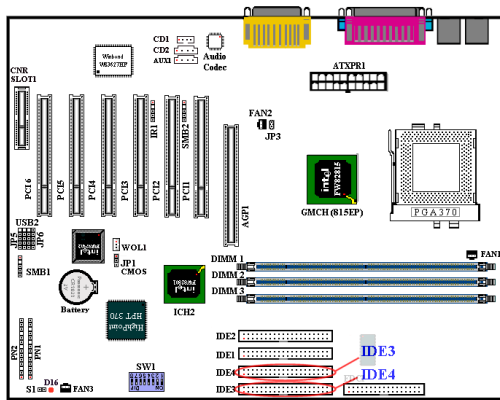 CD1
CD2
AUX1
Audio
Codec
Winbond
ATXPR1
CNR
SLOT1
FAN2
JP3
IR1
SMB2
intel
FW82815
GMCH (815EP)
PGA370
PCI6
PCI5
PCI4
PCI3
PCI2
PCI1
AGP1
USB2
JP5
JP6
WOL1
JP1
CMOS
SMB1
Battery
intel
ICH2
DIMM 1
DIMM 2
DIMM 3
FAN1
HighPoint
HPT 370
PN2
PN1
IDE2
IDE1
IDE4
IDE3
IDE3
IDE4
SW1
S1
D16
FAN3